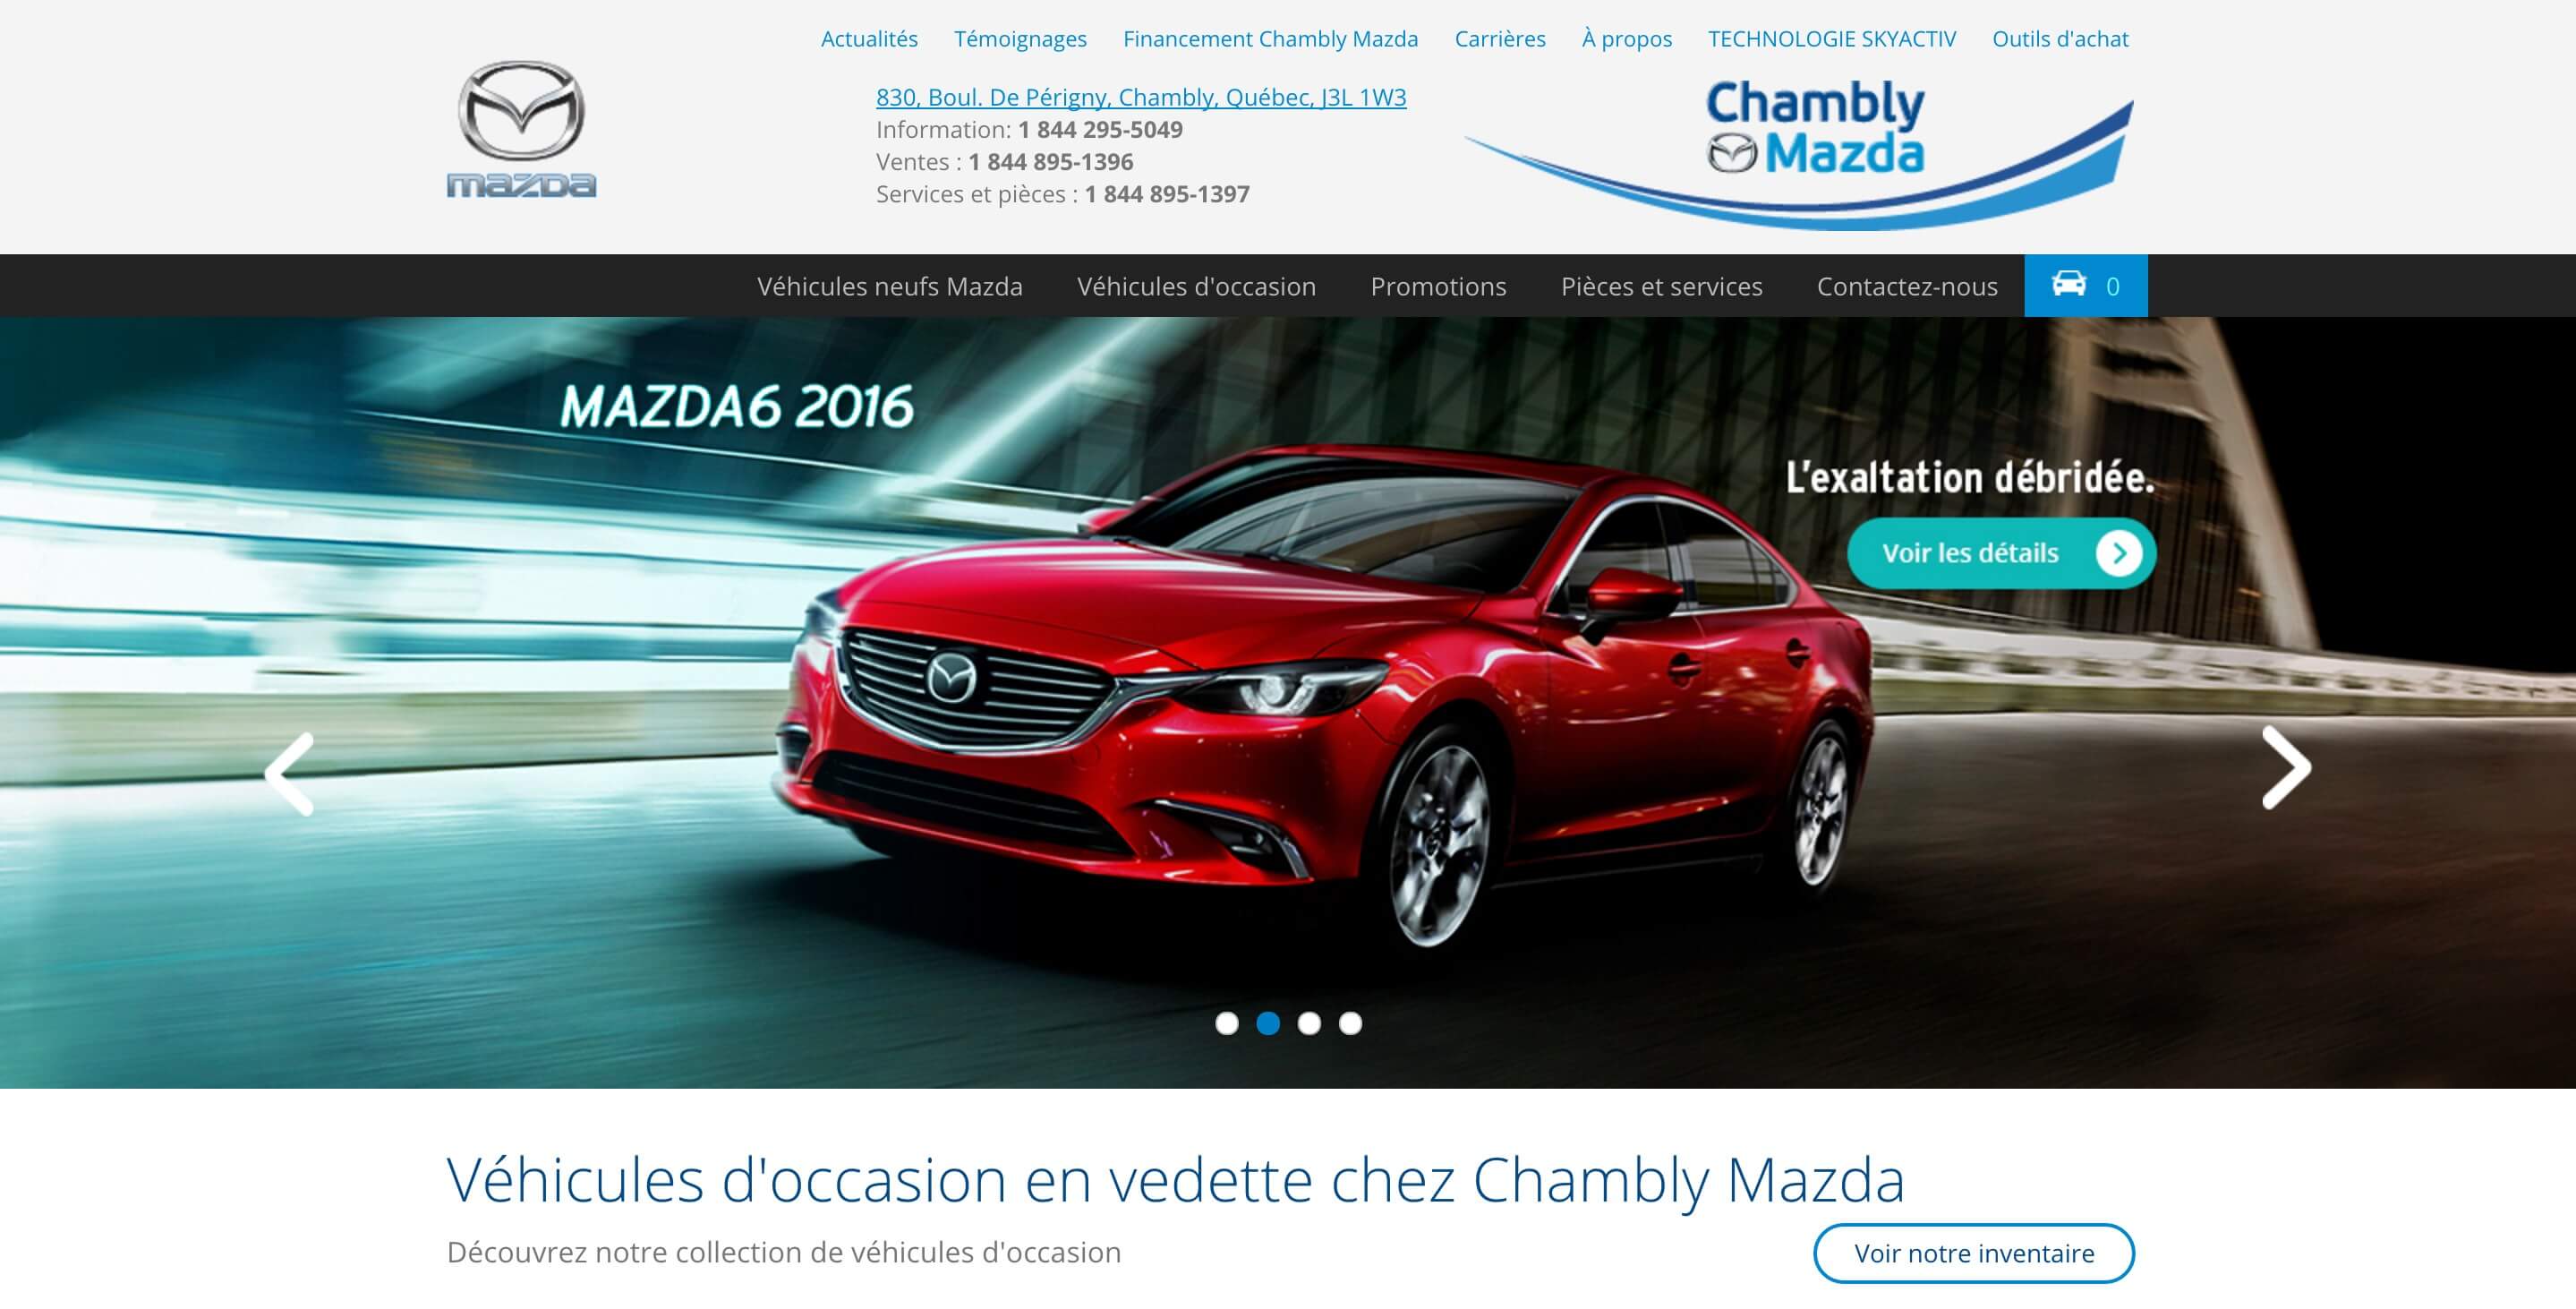 Actualités Témoignages Financement Chambly Mazda Carrières À propos TECHNOLOGIE SKYACTIV Outils d'achat
mazda
830, Boul. De Périgny, Chambly, Québec, J3L 1W3
Information: 1 844 295-5049
Ventes : 1 844 895-1396
Services et pièces : 1 844 895-1397
Chambly
Mazda
Véhicules neufs Mazda Véhicules d'occasion Promotions Pièces et services Contactez-nous 0
MAZDA6 2016
L'exaltation débridée.
Voir les détails
Véhicules d'occasion en vedette chez Chambly Mazda
Découvrez notre collection de véhicules d'occasion
Voir notre inventaire